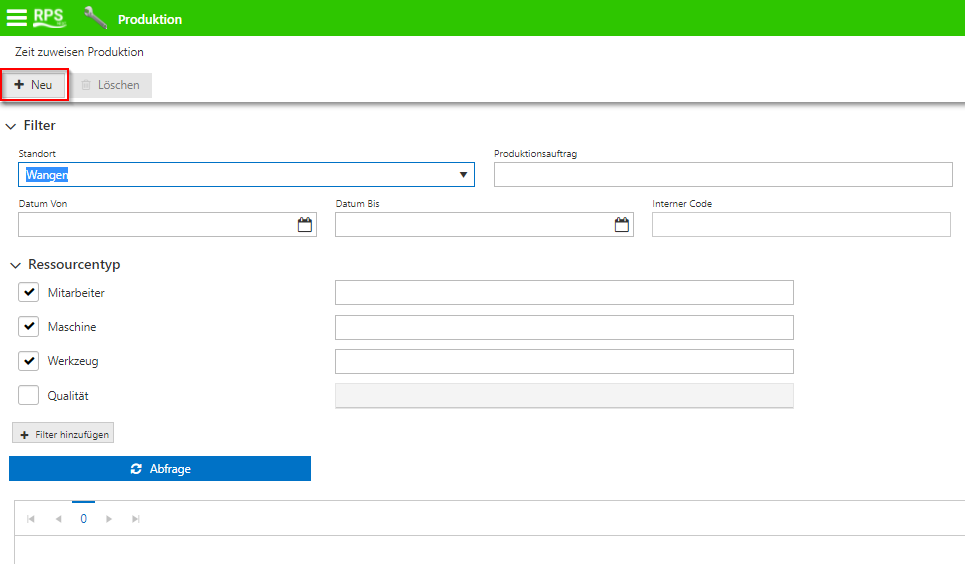 RPS Produktion
Zeit zuweisen Produktion
+ Neu Löschen
Filter
Standort Produktionsauftrag
Wangen
Datum Von Datum Bis Interner Code
Ressourcentyp
Mitarbeiter
Maschine
Werkzeug
Qualität
+ Filter hinzufügen
Abfrage
0